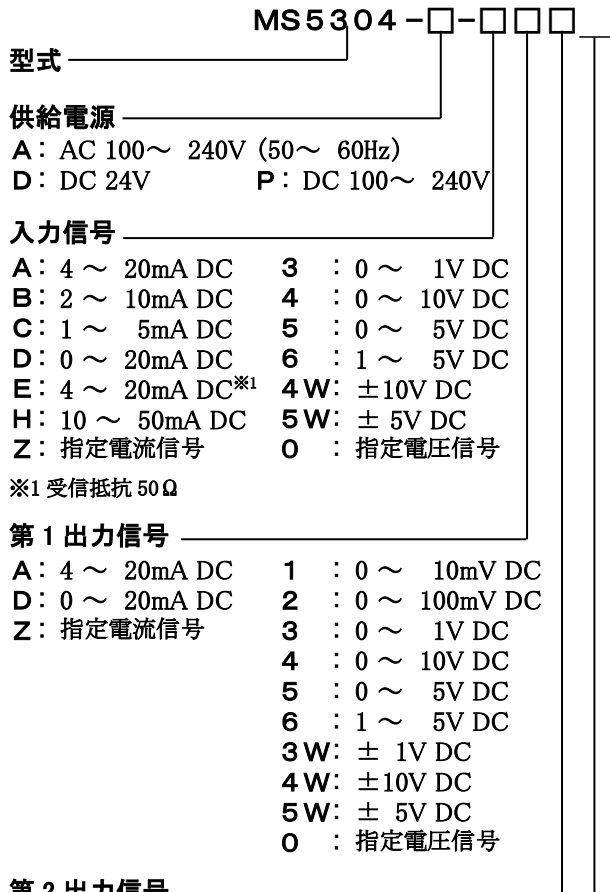 MS5304-□-□□□
型式
供給電源
A: AC 100～ 240V (50～ 60Hz)
D: DC 24V P: DC 100～ 240V
入力信号
A: 4 ～ 20mA DC 3 : 0 ～ 1V DC
B: 2 ～ 10mA DC 4 : 0 ～ 10V DC
C: 1 ～ 5mA DC 5 : 0 ～ 5V DC
D: 0 ～ 20mA DC 6 : 1 ～ 5V DC
E: 4 ～ 20mA DC※1 4W: ±10V DC
H: 10 ～ 50mA DC 5W: ± 5V DC
Z: 指定電流信号 0 : 指定電圧信号
※1 受信抵抗 50Ω
第 1 出力信号
A: 4 ～ 20mA DC 1 : 0 ～ 10mV DC
D: 0 ～ 20mA DC 2 : 0 ～ 100mV DC
Z: 指定電流信号 3 : 0 ～ 1V DC
4 : 0 ～ 10V DC
5 : 0 ～ 5V DC
6 : 1 ～ 5V DC
3W: ± 1V DC
4W: ±10V DC
5W: ± 5V DC
0 : 指定電圧信号
第 2 出力信号